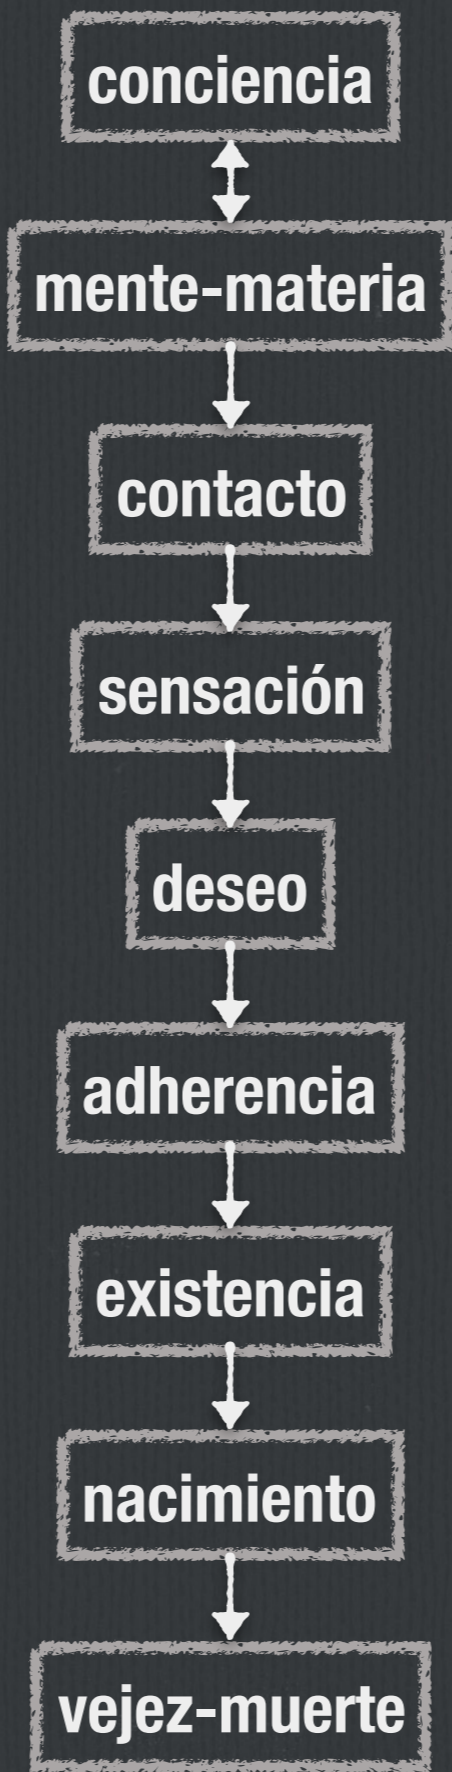 conciencia
mente-materia
contacto
sensación
deseo
adherencia
existencia
nacimiento
vejez-muerte